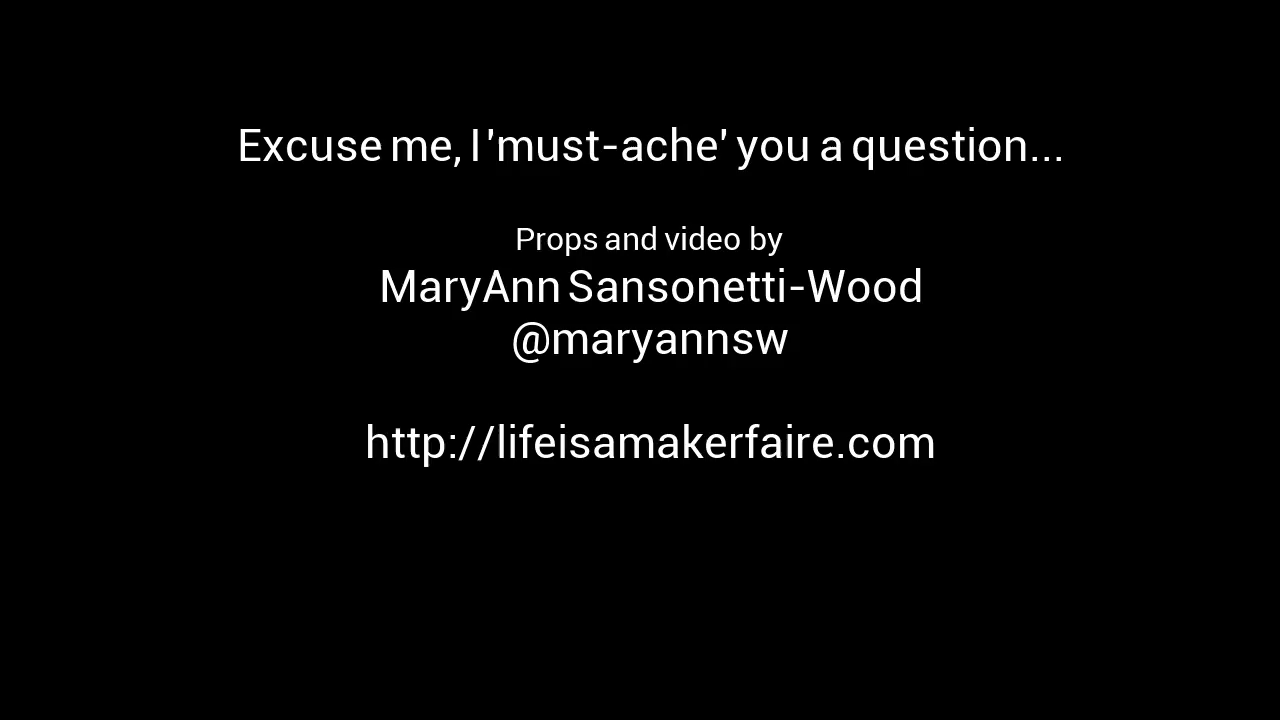 Excuse me, I 'must-ache' you a question...
Props and video by
MaryAnn Sansonetti-Wood
@maryannsw
http://lifeisamakerfaire.com